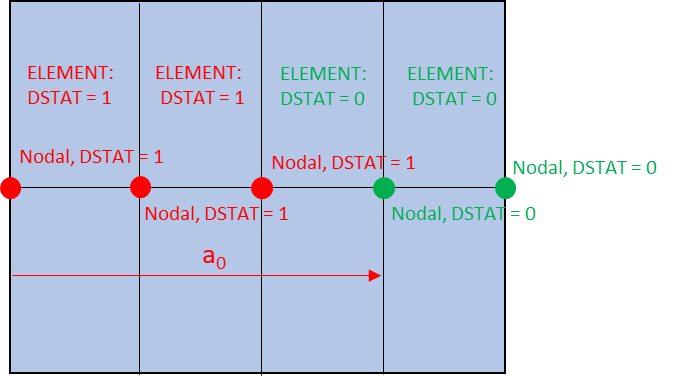 ELEMENT:
DSTAT = 1
ELEMENT:
DSTAT = 1
ELEMENT:
DSTAT = 0
ELEMENT:
DSTAT = 0
Nodal, DSTAT = 1
Nodal, DSTAT = 1
Nodal, DSTAT = 0
Nodal, DSTAT = 1
Nodal, DSTAT = 0
a₀